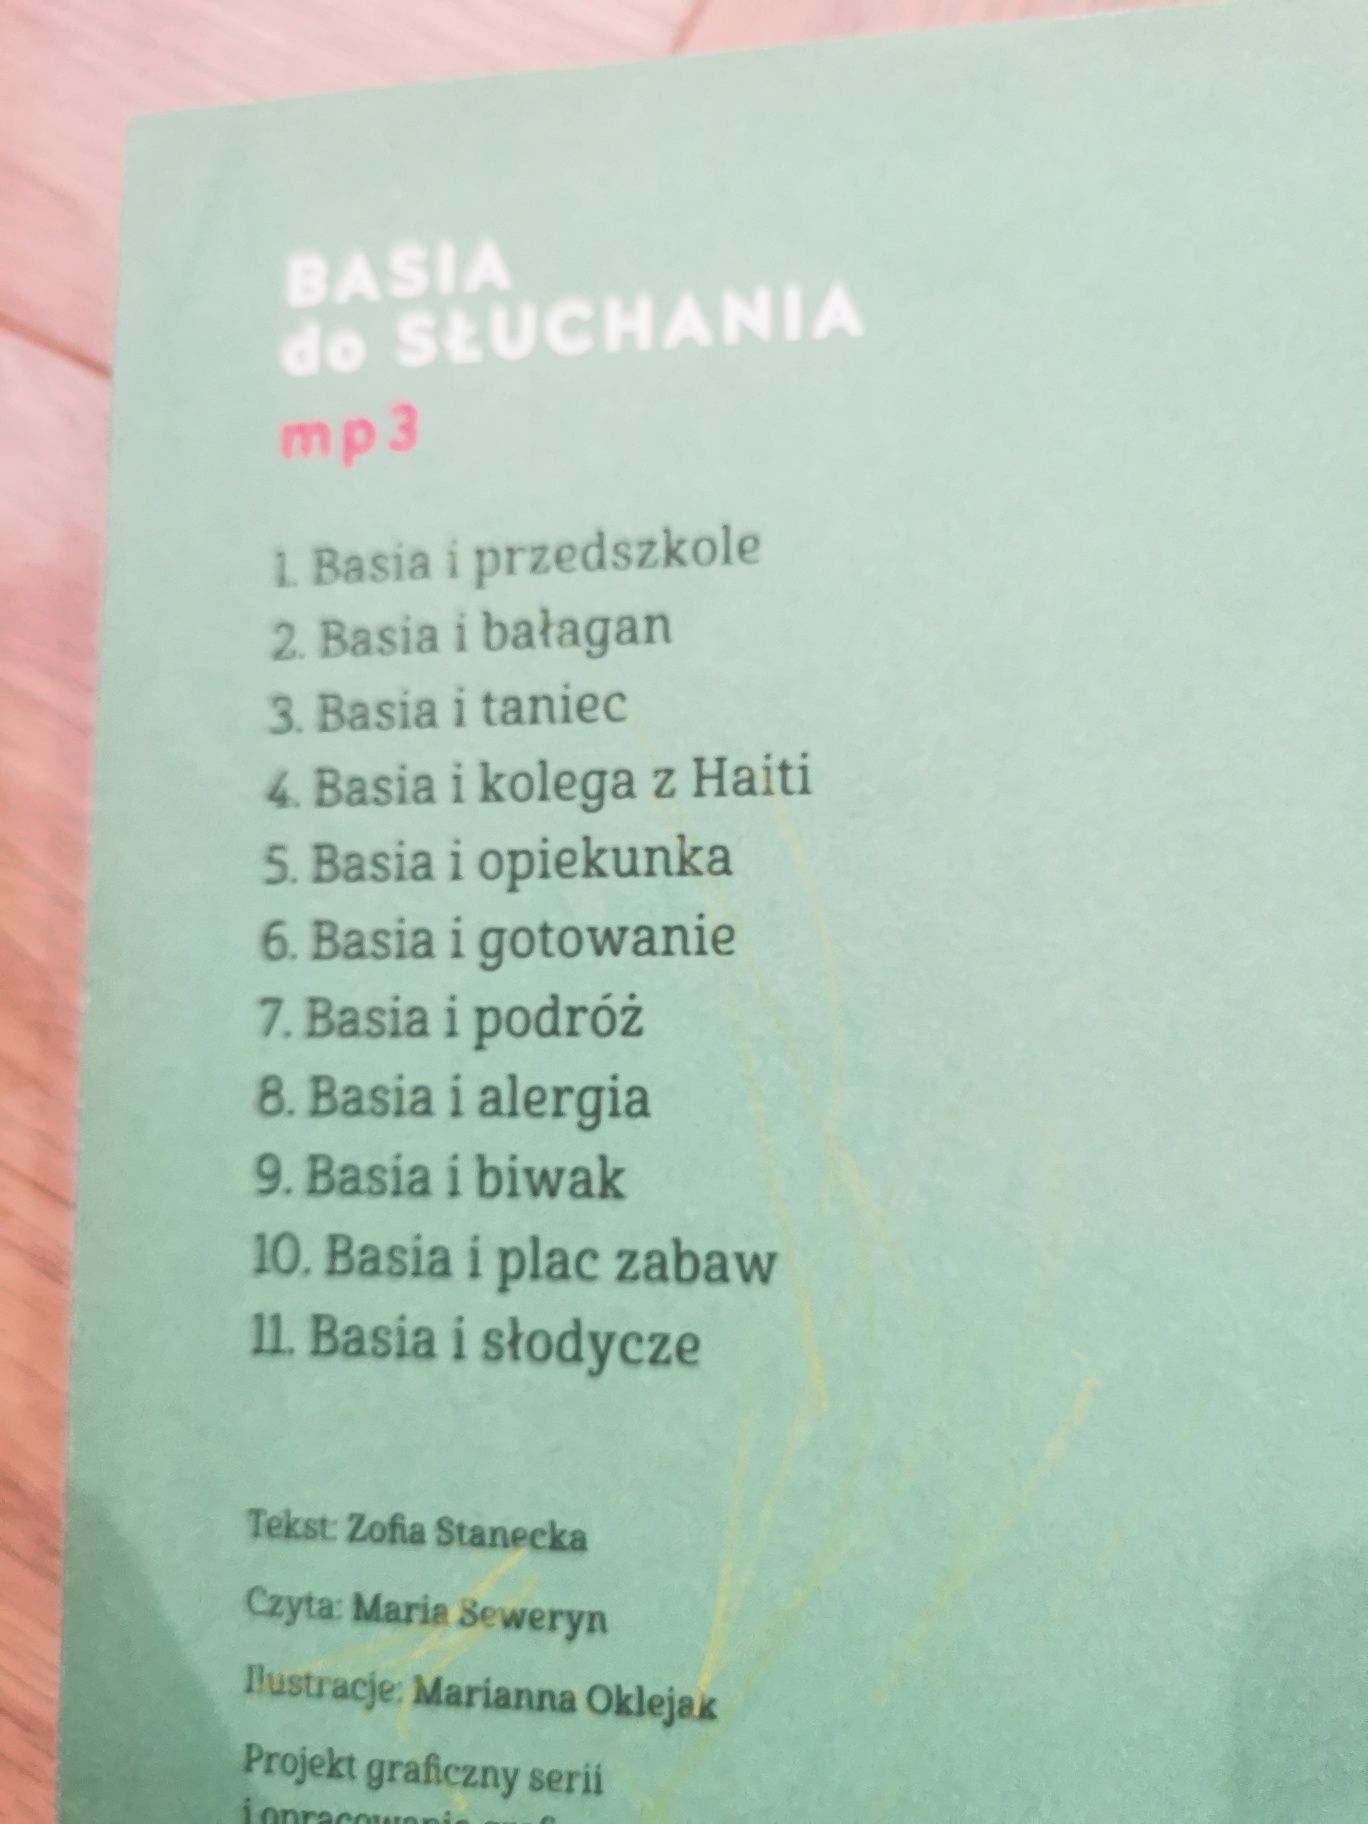 BASIA
do SŁUCHANIA
mp3
1. Basia i przedszkole
2. Basia i bałagan
3. Basia i taniec
4. Basia i kolega z Haiti
5. Basia i opiekunka
6. Basia i gotowanie
7. Basia i podróż
8. Basia i alergia
9. Basia i biwak
10. Basia i plac zabaw
11. Basia i słodycze
Tekst: Zofia Stanecka
Czyta: Maria Seweryn
Ilustracje: Marianna Oklejak
Projekt graficzny serii
i opracowanie